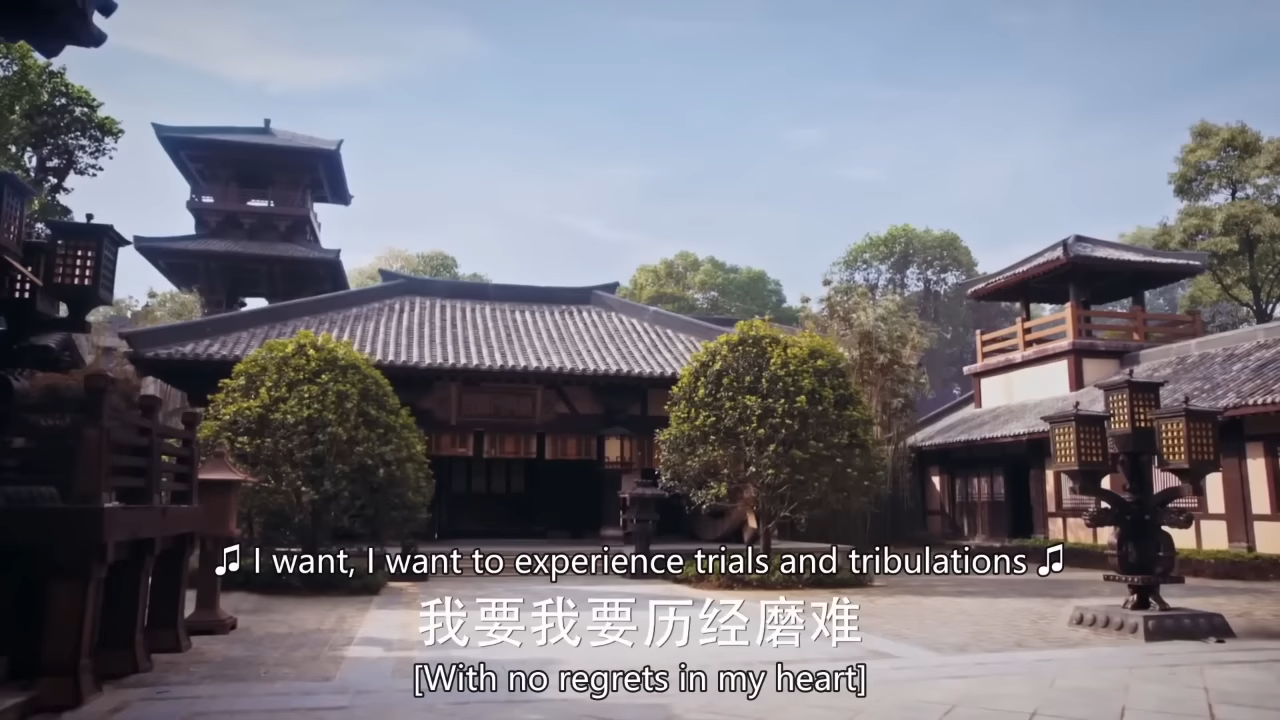 ♫ I want, I want to experience trials and tribulations ♫
我要我要历经磨难
[With no regrets in my heart]